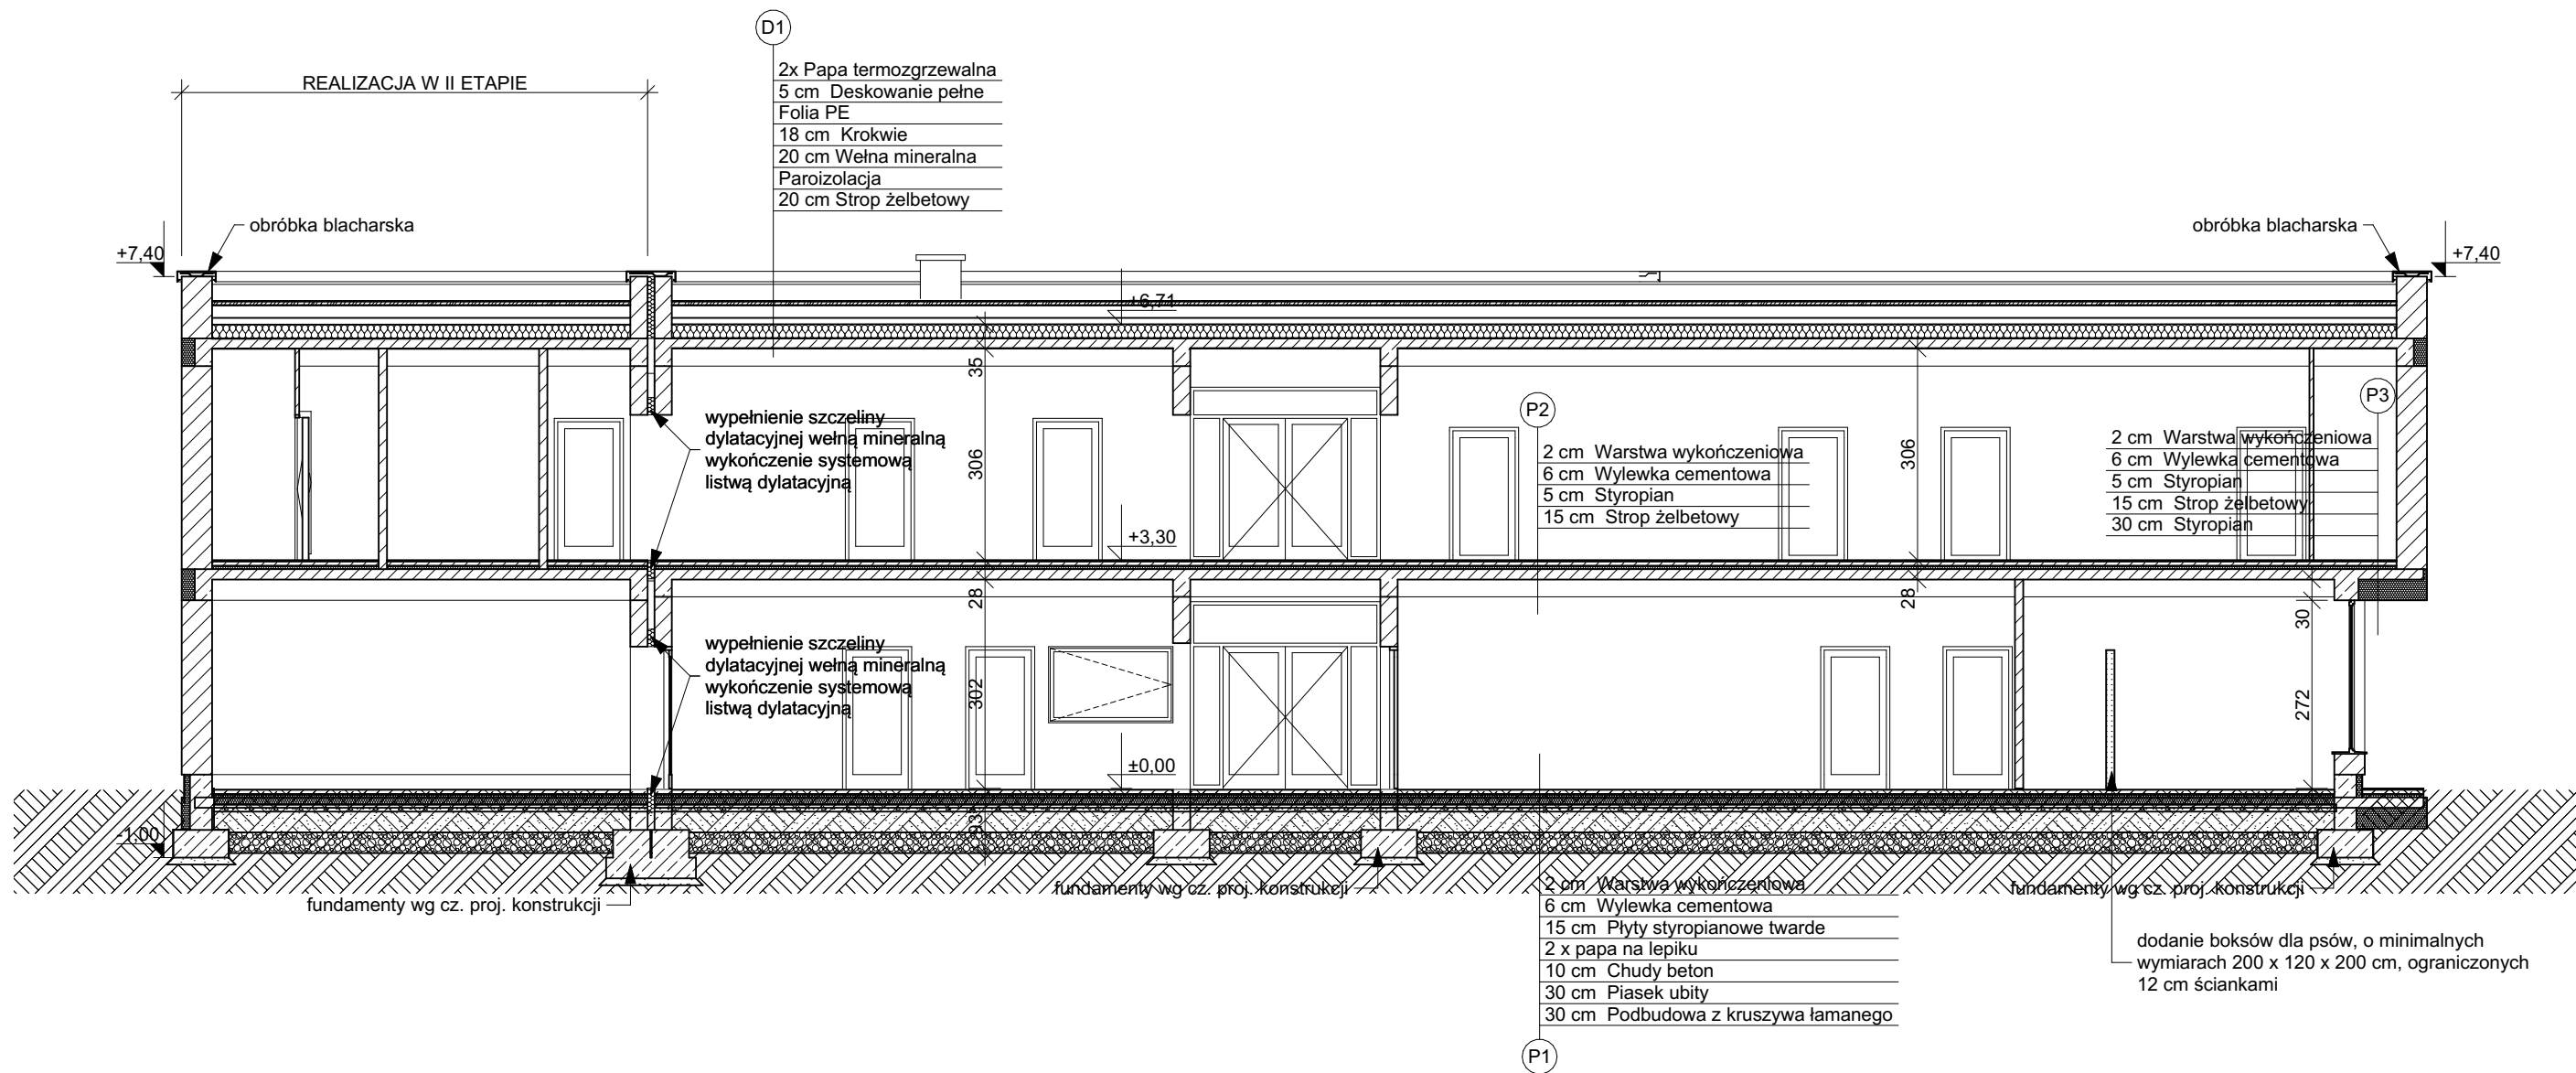 D1
2x Papa termozgrzewalna
5 cm  Deskowanie pełne
Folia PE
18 cm  Krokwie
20 cm Wełna mineralna
Paroizolacja
20 cm Strop żelbetowy
REALIZACJA W II ETAPIE
obróbka blacharska
obróbka blacharska
+7,40
+7,40
+6,71
35
wypełnienie szczeliny
dylatacyjnej wełną mineralną
wykończenie systemową
listwą dylatacyjną
306
P2
2 cm  Warstwa wykończeniowa
6 cm  Wylewka cementowa
5 cm  Styropian
15 cm  Strop żelbetowy
306
P3
2 cm  Warstwa wykończeniowa
6 cm  Wylewka cementowa
5 cm  Styropian
15 cm  Strop żelbetowy
30 cm  Styropian
+3,30
28
28
30
wypełnienie szczeliny
dylatacyjnej wełną mineralną
wykończenie systemową
listwą dylatacyjną
302
272
±0,00
-1,00
93
fundamenty wg cz. proj. konstrukcji
fundamenty wg cz. proj. konstrukcji
fundamenty wg cz. proj. konstrukcji
2 cm  Warstwa wykończeniowa
6 cm  Wylewka cementowa
15 cm  Płyty styropianowe twarde
2 x papa na lepiku
10 cm  Chudy beton
30 cm  Piasek ubity
30 cm  Podbudowa z kruszywa łamanego
P1
dodanie boksów dla psów, o minimalnych
wymiarach 200 x 120 x 200 cm, ograniczonych
12 cm ściankami